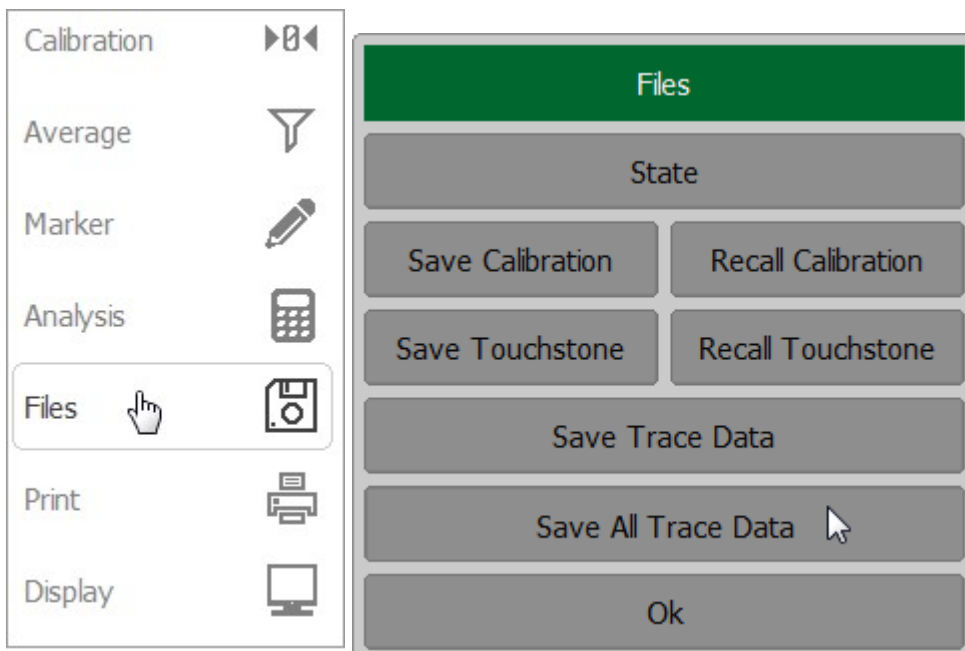 Calibration
Average
Marker
Analysis
Files
Print
Display
Files
State
Save Calibration
Recall Calibration
Save Touchstone
Recall Touchstone
Save Trace Data
Save All Trace Data
Ok